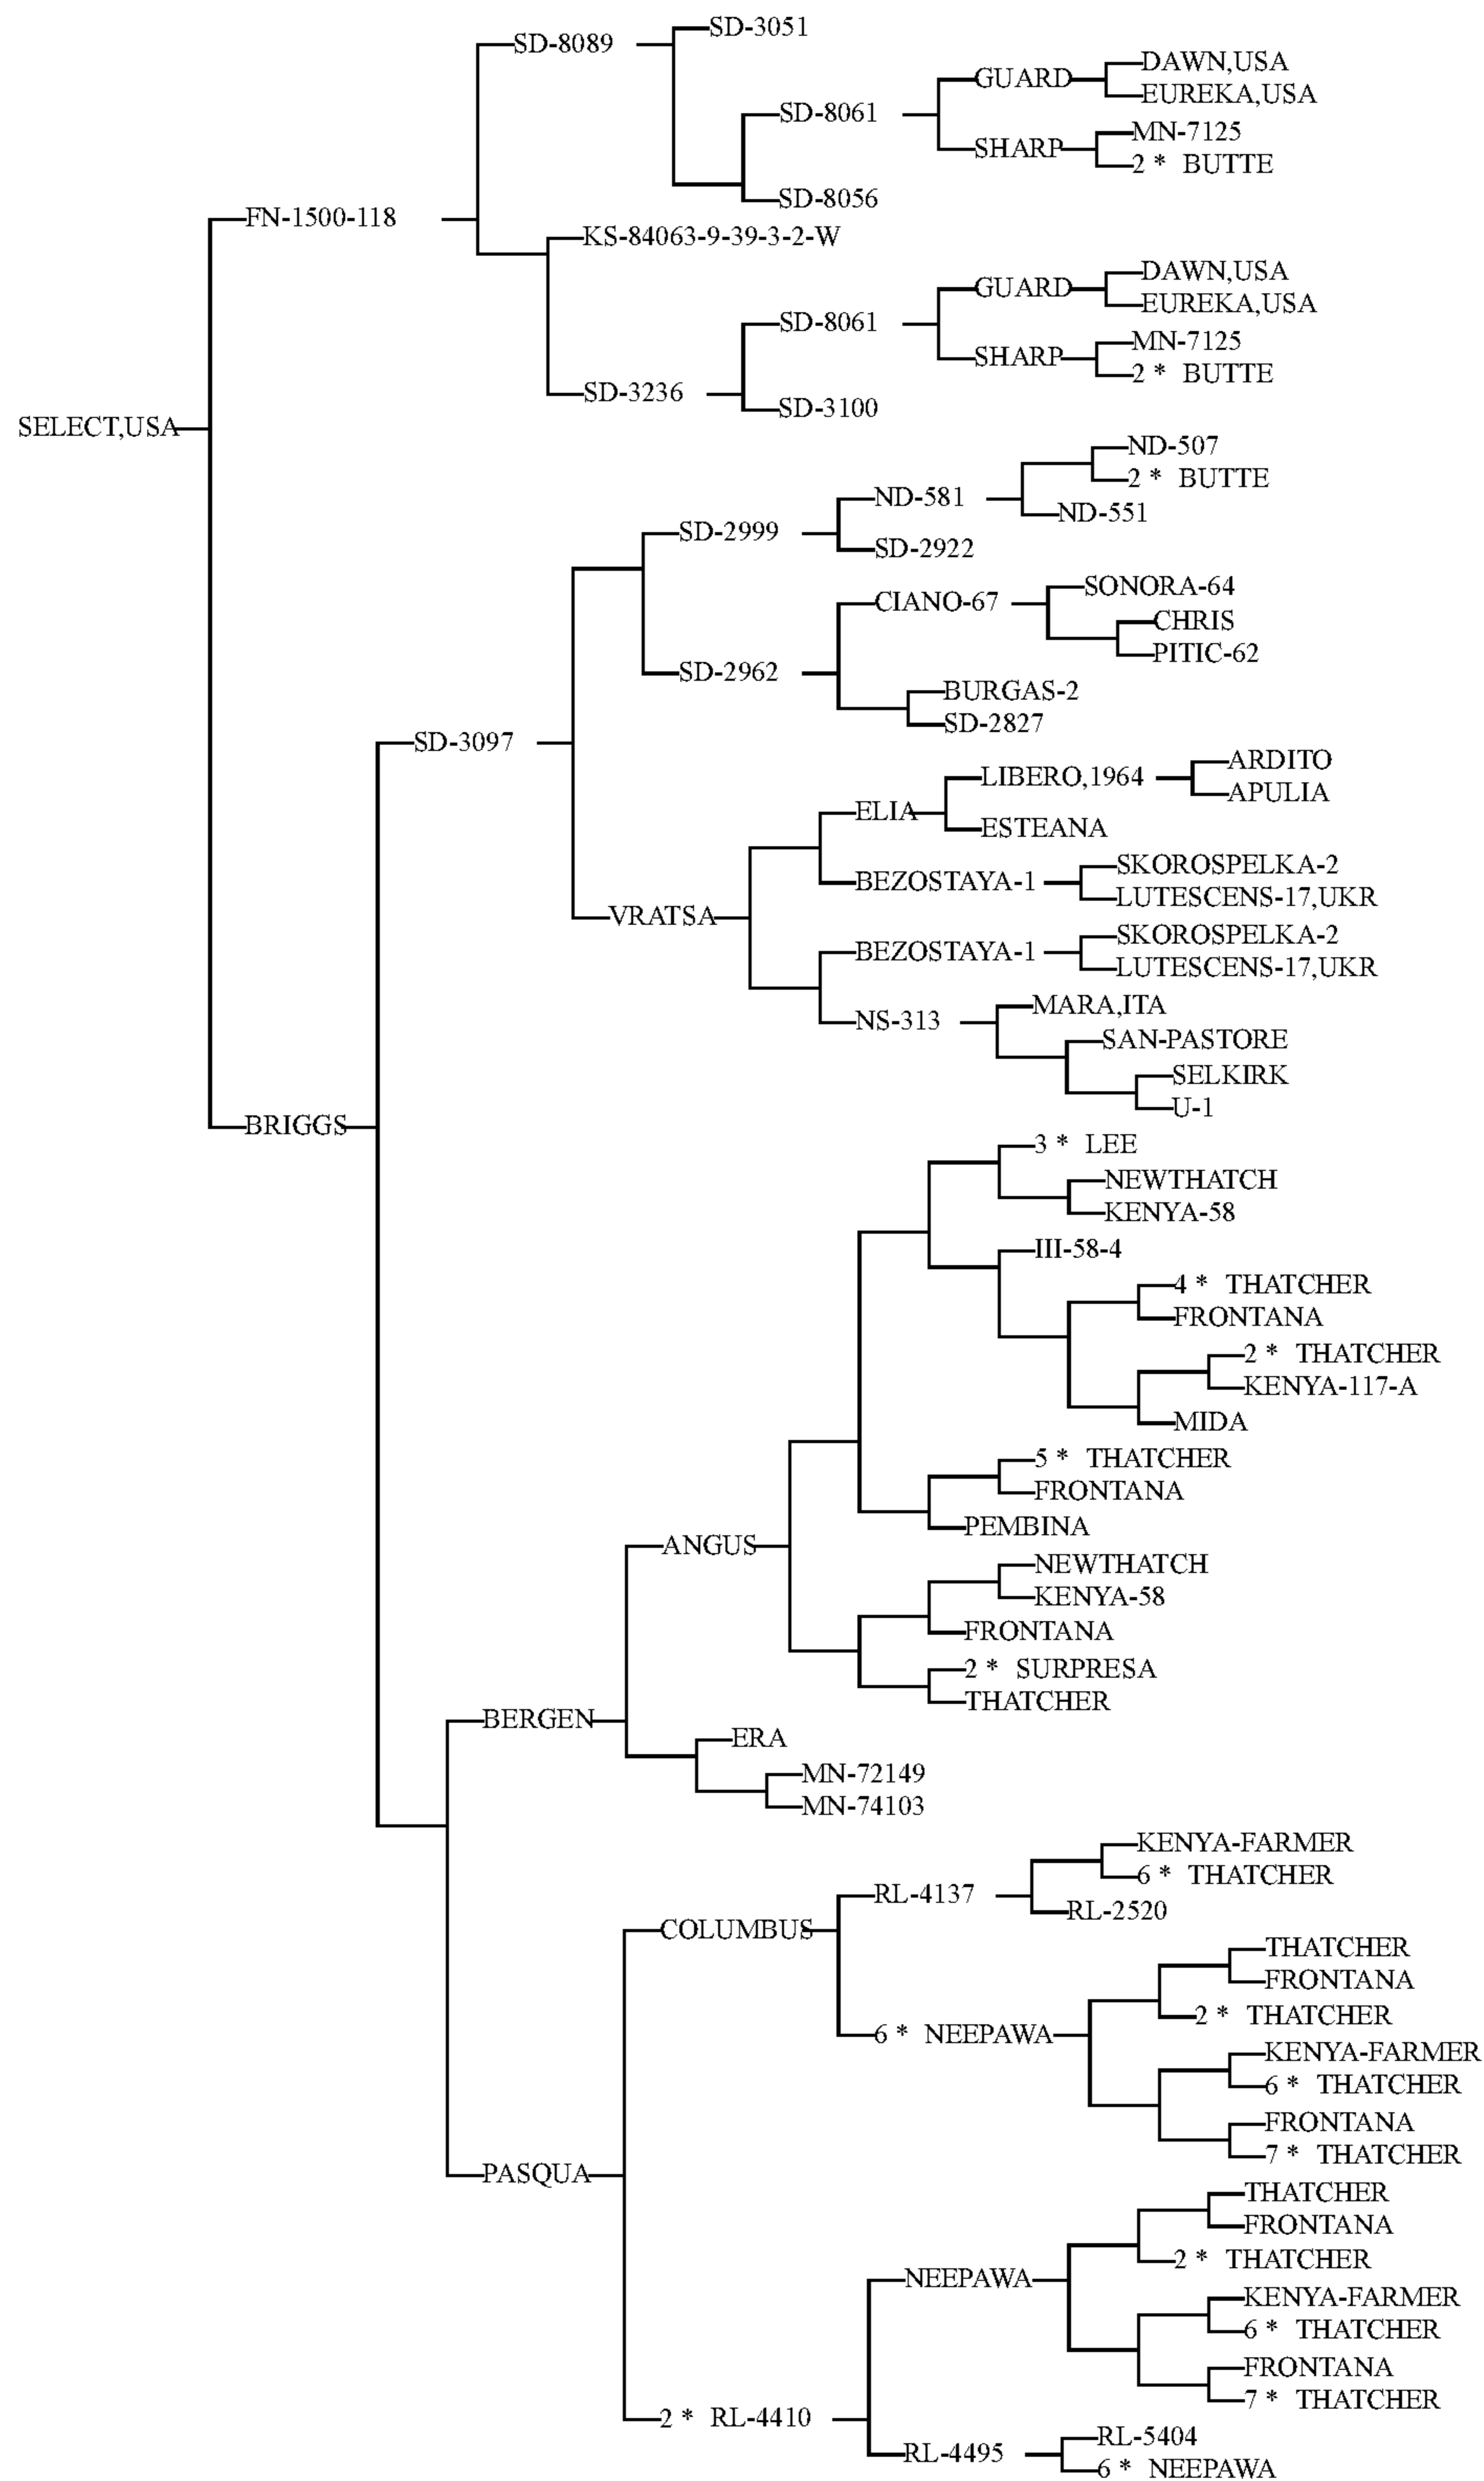 SD-3051
SD-8089
DAWN,USA
GUARD
EUREKA,USA
SD-8061
MN-7125
SHARP
2 * BUTTE
SD-8056
FN-1500-118
KS-84063-9-39-3-2-W
DAWN,USA
GUARD
EUREKA,USA
SD-8061
MN-7125
SHARP
2 * BUTTE
SD-3236
SD-3100
SELECT,USA
ND-507
2 * BUTTE
ND-581
ND-551
SD-2999
SD-2922
SONORA-64
CIANO-67
CHRIS
PITIC-62
SD-2962
BURGAS-2
SD-2827
SD-3097
ARDITO
LIBERO,1964
APULIA
ELIA
ESTEANA
SKOROSPELKA-2
BEZOSTAYA-1
LUTESCENS-17,UKR
VRATSA
SKOROSPELKA-2
BEZOSTAYA-1
LUTESCENS-17,UKR
MARA,ITA
NS-313
SAN-PASTORE
SELKIRK
U-1
BRIGGS
3 * LEE
NEWTHATCH
KENYA-58
III-58-4
4 * THATCHER
FRONTANA
2 * THATCHER
KENYA-117-A
MIDA
5 * THATCHER
FRONTANA
PEMBINA
ANGUS
NEWTHATCH
KENYA-58
FRONTANA
2 * SURPRESA
THATCHER
BERGEN
ERA
MN-72149
MN-74103
KENYA-FARMER
6 * THATCHER
RL-4137
RL-2520
COLUMBUS
THATCHER
FRONTANA
2 * THATCHER
6 * NEEPAWA
KENYA-FARMER
6 * THATCHER
FRONTANA
7 * THATCHER
PASQUA
THATCHER
FRONTANA
2 * THATCHER
NEEPAWA
KENYA-FARMER
6 * THATCHER
FRONTANA
7 * THATCHER
2 * RL-4410
RL-5404
RL-4495
6 * NEEPAWA